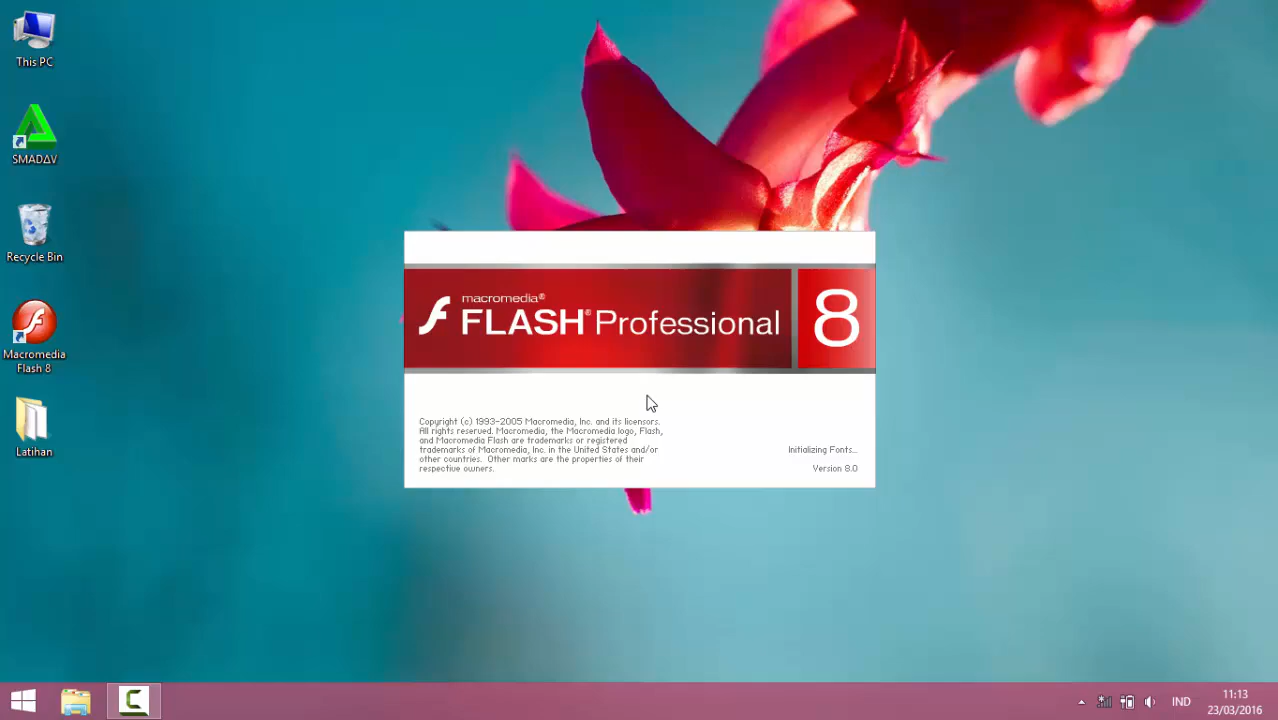 This PC
SMADΔV
Recycle Bin
Macromedia
Flash 8
Latihan
macromedia®
FLASH® Professional
8
Copyright (c) 1993-2005 Macromedia, Inc. and its licensors.
All rights reserved. Macromedia, the Macromedia logo, Flash,
and Macromedia Flash are trademarks or registered
trademarks of Macromedia, Inc. in the United States and/or
other countries. Other marks are the properties of their
respective owners.
Initializing Fonts...
Version 8.0
IND
11:13
23/03/2016